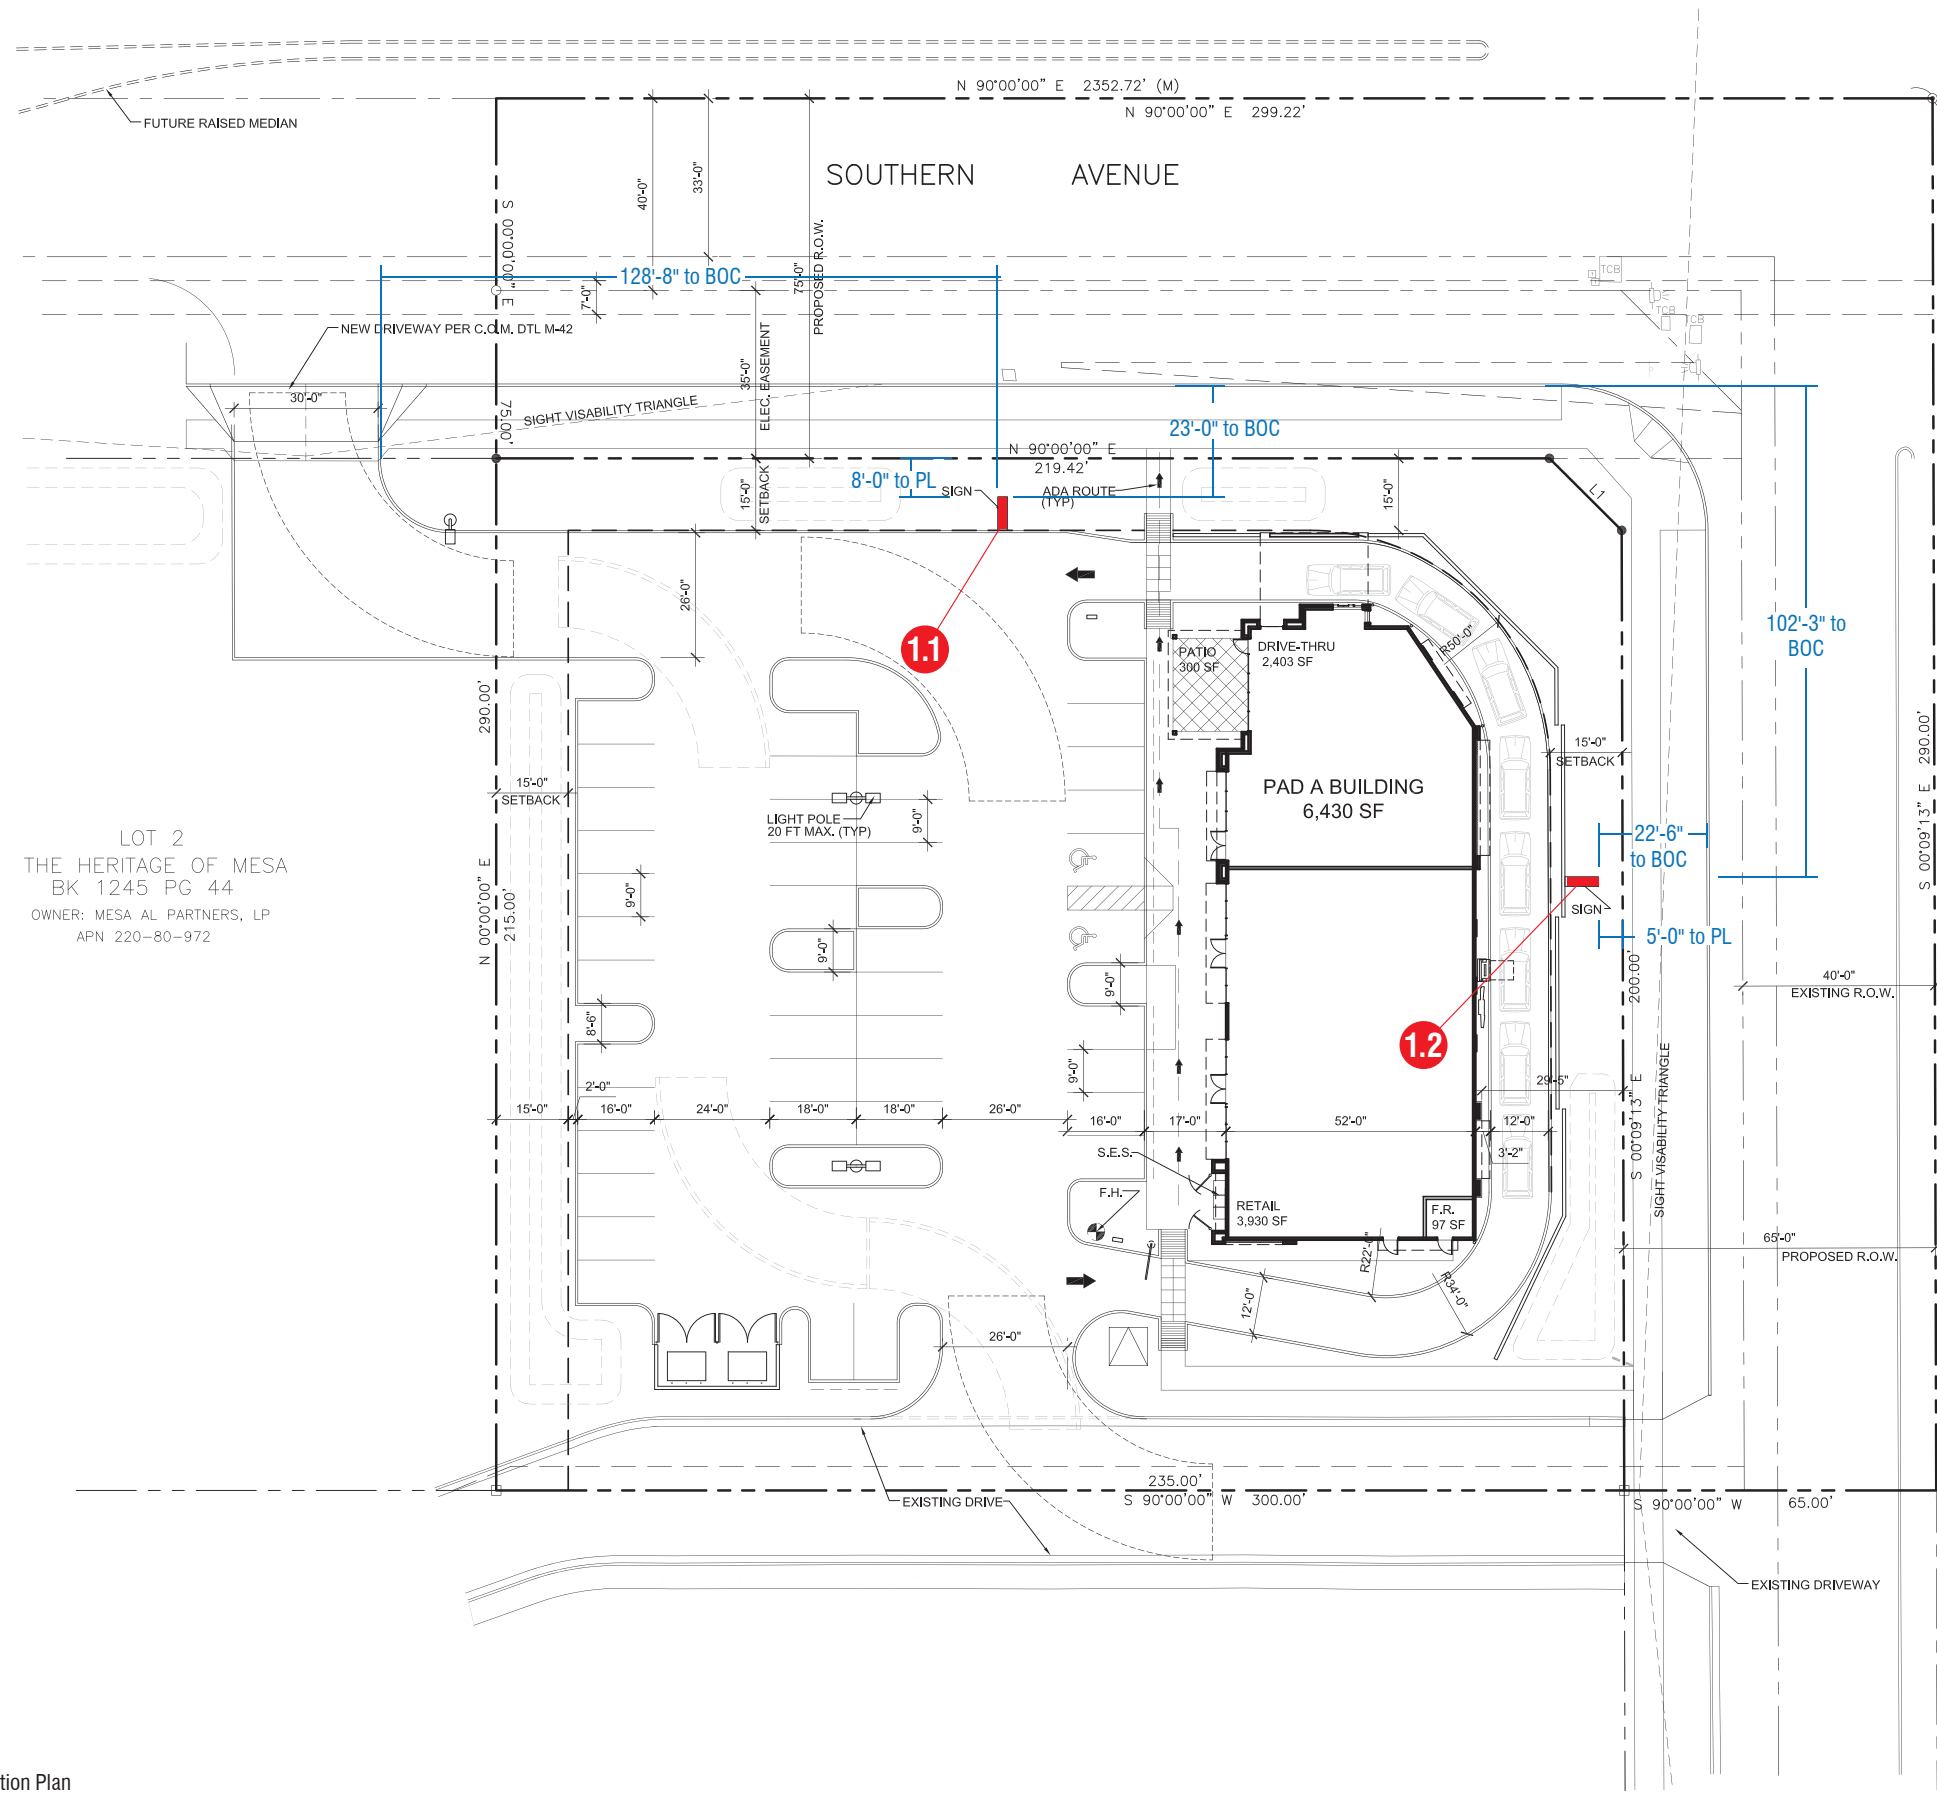 N 90°00'00" E 2352.72' (M)
N 90°00'00" E 299.22'
FUTURE RAISED MEDIAN
SOUTHERN AVENUE
40'-0"
33'-0"
75'-0"
PROPOSED R.O.W.
S 00°00'00" E
75.00'
128'-8" to BOC
7'-0"
35'-0"
ELEC. EASEMENT
TCB
TCB
TCB
NEW DRIVEWAY PER C.O.M. DTL M-42
30'-0"
SIGHT VISABILITY TRIANGLE
23'-0" to BOC
N 90°00'00" E
219.42'
8'-0" to PL
SIGN
ADA ROUTE
(TYP)
15'-0"
SETBACK
15'-0"
L1
26'-0"
1.1
PATIO
300 SF
DRIVE-THRU
2,403 SF
R50'-0"
102'-3" to
BOC
290.00'
15'-0"
SETBACK
PAD A BUILDING
6,430 SF
15'-0"
SETBACK
S 00°09'13" E 290.00'
LIGHT POLE
20 FT MAX. (TYP)
9'-0"
22'-6"
to BOC
LOT 2
THE HERITAGE OF MESA
BK 1245 PG 44
OWNER: MESA AL PARTNERS, LP
APN 220-80-972
N 00°00'00" E
215.00'
9'-0"
9'-0"
SIGN
5'-0" to PL
200.00'
40'-0"
EXISTING R.O.W.
9'-0"
8'-6"
1.2
9'-0"
S 00°09'13" E
SIGHT VISABILITY TRIANGLE
29'-5"
2'-0"
15'-0"
16'-0"
24'-0"
18'-0"
18'-0"
26'-0"
16'-0"
17'-0"
52'-0"
12'-0"
3'-2"
S.E.S.
F.H.
RETAIL
3,930 SF
F.R.
97 SF
R22'-0"
R34'-0"
65'-0"
PROPOSED R.O.W.
12'-0"
26'-0"
235.00'
S 90°00'00" W 300.00'
S 90°00'00" W 65.00'
EXISTING DRIVE
EXISTING DRIVEWAY
tion Plan